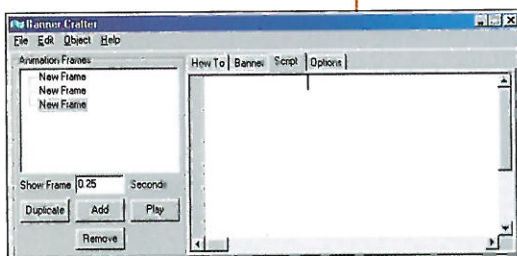 Banner Crafter
File Edit Object Help
Animation Frames
New Frame
New Frame
New Frame
Show Frame 0.25 Seconds
Duplicate Add Play
Remove
How To Banner Script Options